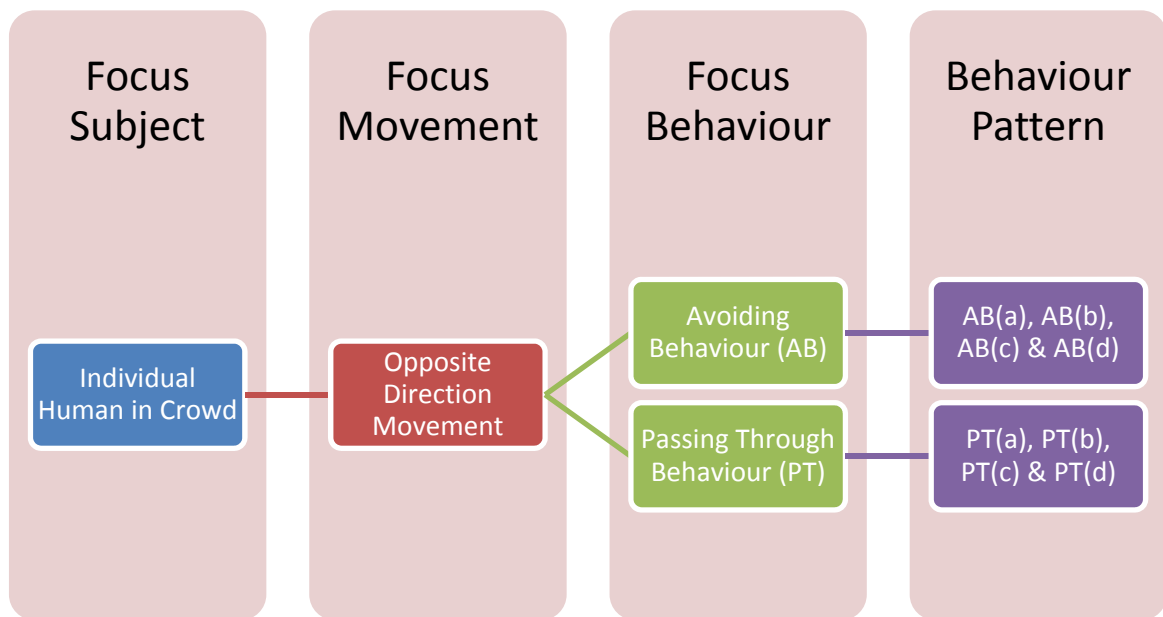 Focus
Subject
Focus
Movement
Focus
Behaviour
Behaviour
Pattern
Individual
Human in Crowd
Opposite
Direction
Movement
Avoiding
Behaviour (AB)
Passing Through
Behaviour (PT)
AB(a), AB(b),
AB(c) & AB(d)
PT(a), PT(b),
PT(c) & PT(d)